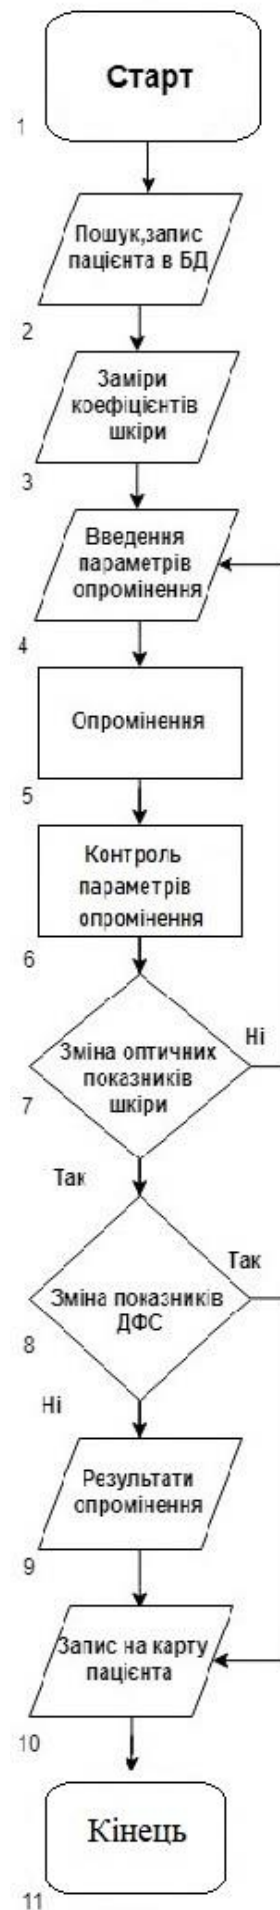 Старт
1
Пошук,запис
пацієнта в БД
2
Заміри
коефіцієнтів
шкіри
3
Введення
параметрів
опромінення
4
Опромінення
5
Контроль
параметрів
опромінення
6
Ні
Зміна оптичних
показників
шкіри
7
Так
Так
Зміна показників
ДФС
8
Ні
Результати
опромінення
9
Запис на карту
пацієнта
10
Кінець
11